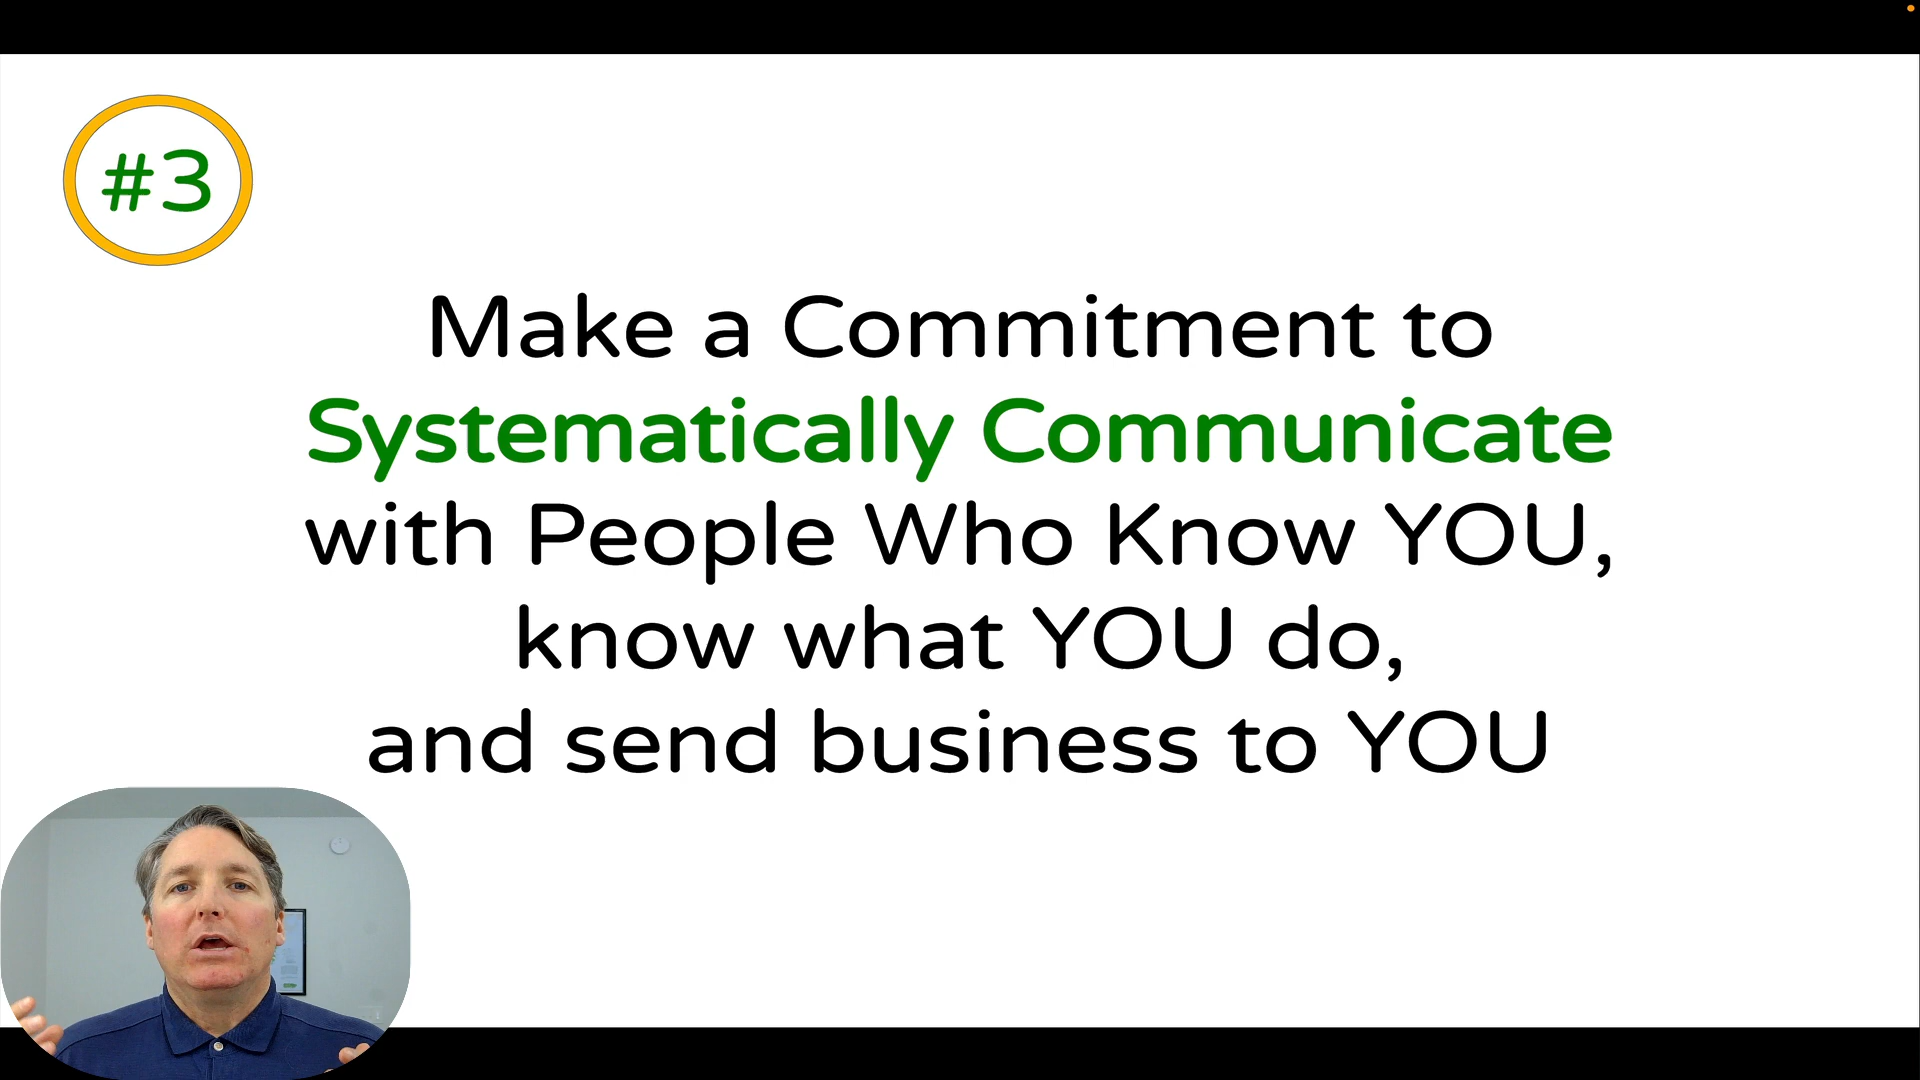 #3
Make a Commitment to
Systematically Communicate
with People Who Know YOU,
know what YOU do,
and send business to YOU